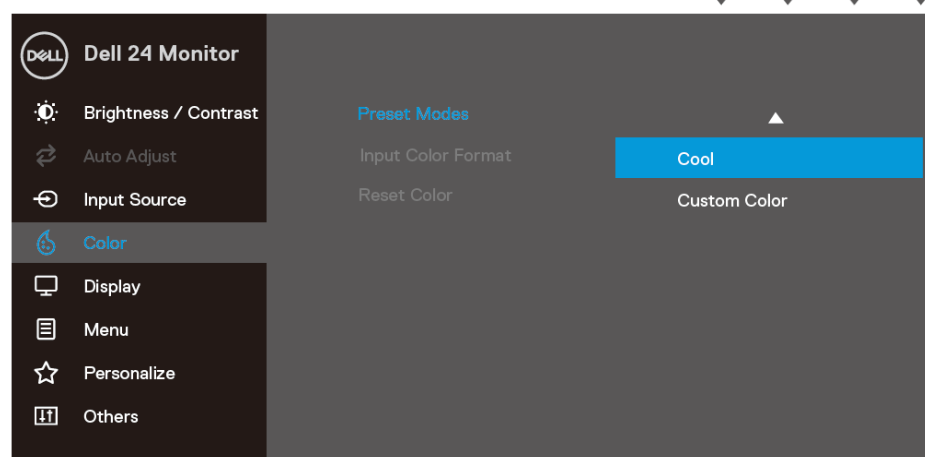 DELL
Dell 24 Monitor
Brightness / Contrast
Auto Adjust
Input Source
Color
Display
Menu
Personalize
Others
Preset Modes
Input Color Format
Reset Color
Cool
Custom Color